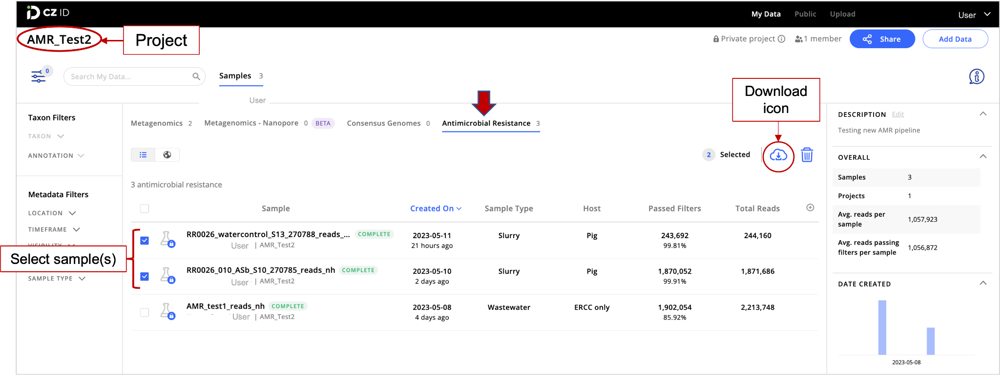 CZ ID
My Data Public Upload User
AMR_Test2
Project
Private project 1 member Share Add Data
0
Search My Data...
Samples 3
User
Download
icon
Taxon Filters
TAXON
ANNOTATION
Metadata Filters
LOCATION
TIMEFRAME
VISIBILITY
Select sample(s)
SAMPLE TYPE
Metagenomics 2 Metagenomics - Nanopore 0 BETA Consensus Genomes 0 Antimicrobial Resistance 3
2 Selected
3 antimicrobial resistance
Sample Created On Sample Type Host Passed Filters Total Reads
RR0026_watercontrol_S13_270788_reads_... COMPLETE 2023-05-11 Slurry Pig 243,692 244,160
User | AMR_Test2 21 hours ago 99.81%
RR0026_010_ASb_S10_270785_reads_nh COMPLETE 2023-05-10 Slurry Pig 1,870,052 1,871,686
User | AMR_Test2 2 days ago 99.91%
AMR_test1_reads_nh COMPLETE 2023-05-08 Wastewater ERCC only 1,902,054 2,213,748
User | AMR_Test2 4 days ago 85.92%
DESCRIPTION Edit
Testing new AMR pipeline
OVERALL
Samples 3
Projects 1
Avg. reads per
sample 1,057,923
Avg. reads passing
filters per sample 1,056,872
DATE CREATED
2023-05-08